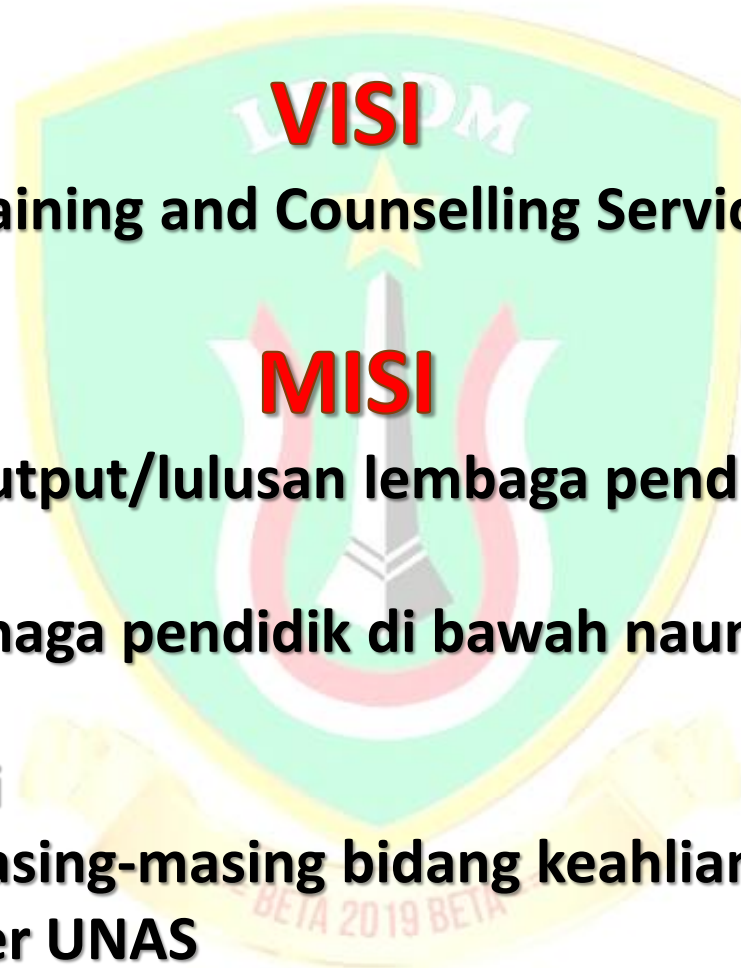 VISI
aining and Counselling Servic
MISI
utput/lulusan lembaga pend
naga pendidik di bawah naun
i
asing-masing bidang keahlian
BETA 2019 BETA
er UNAS